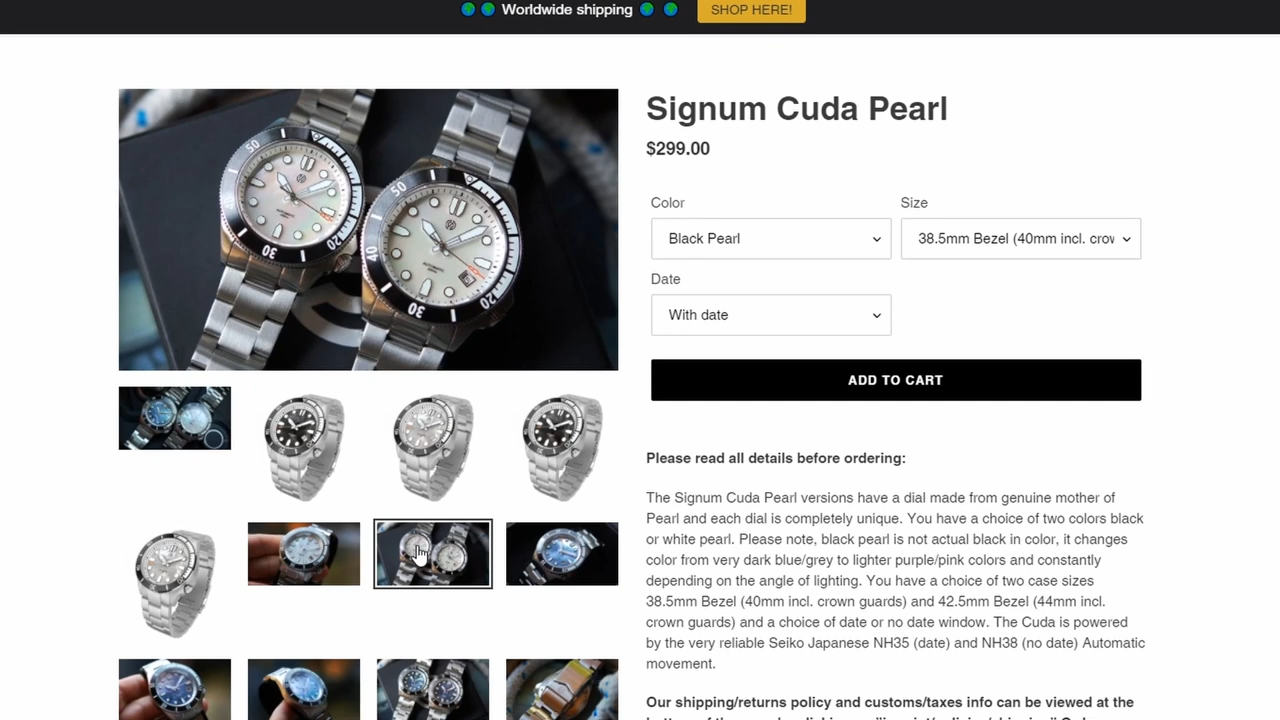 Worldwide shipping
SHOP HERE!
Signum Cuda Pearl
$299.00
Color
Size
Black Pearl
38.5mm Bezel (40mm incl. crow
Date
With date
ADD TO CART
50
30
20
50
40
30
20
Please read all details before ordering:
The Signum Cuda Pearl versions have a dial made from genuine mother of
Pearl and each dial is completely unique. You have a choice of two colors black
or white pearl. Please note, black pearl is not actual black in color, it changes
color from very dark blue/grey to lighter purple/pink colors and constantly
depending on the angle of lighting. You have a choice of two case sizes
38.5mm Bezel (40mm incl. crown guards) and 42.5mm Bezel (44mm incl.
crown guards) and a choice of date or no date window. The Cuda is powered
by the very reliable Seiko Japanese NH35 (date) and NH38 (no date) Automatic
movement.
Our shipping/returns policy and customs/taxes info can be viewed at the